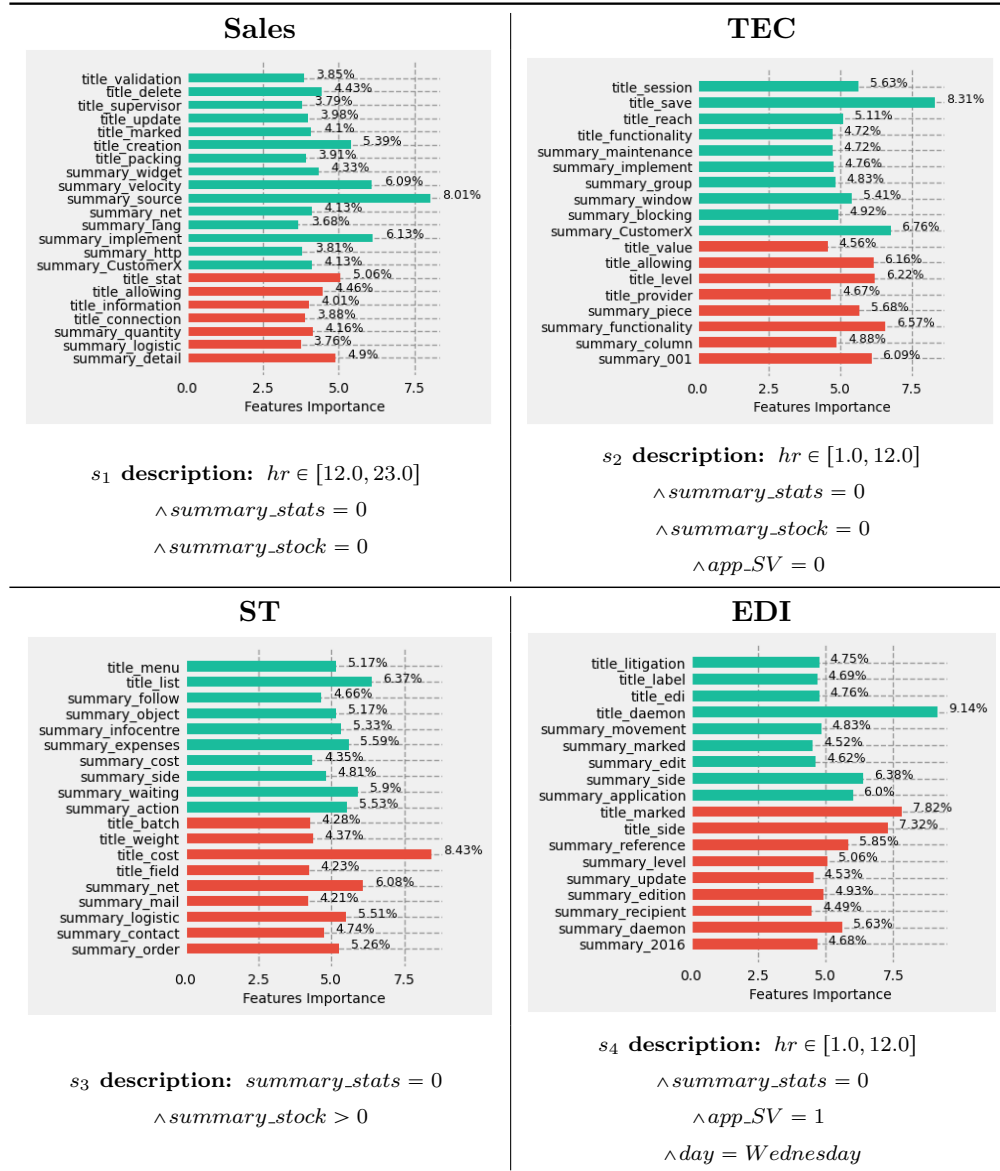 Sales
title_validation 3.85%
title_delete 4.43%
title_supervisor 3.79%
title_update 3.98%
title_marked 4.1%
title_creation 5.39%
title_packing 3.91%
summary_widget 4.33%
summary_velocity 6.09%
summary_source 8.01%
summary_net 4.13%
summary_lang 3.68%
summary_implement 6.13%
summary_http 3.81%
summary_CustomerX 4.13%
title_stat 5.06%
title_allowing 4.46%
title_information 4.01%
title_connection 3.88%
summary_quantity 4.16%
summary_logistic 3.76%
summary_detail 4.9%
0.0 2.5 5.0 7.5
Features Importance
s1 description: hr ∈ [12.0, 23.0]
∧ summary_stats = 0
∧ summary_stock = 0
TEC
title_session 5.63%
title_save 8.31%
title_reach 5.11%
title_functionality 4.72%
summary_maintenance 4.72%
summary_implement 4.76%
summary_group 4.83%
summary_window 5.41%
summary_blocking 4.92%
summary_CustomerX 6.76%
title_value 4.56%
title_allowing 6.16%
title_level 6.22%
title_provider 4.67%
summary_piece 5.68%
summary_functionality 6.57%
summary_column 4.88%
summary_001 6.09%
0.0 2.5 5.0 7.5
Features Importance
s2 description: hr ∈ [1.0, 12.0]
∧ summary_stats = 0
∧ summary_stock = 0
∧ app_SV = 0
ST
title_menu 5.17%
title_list 6.37%
summary_follow 4.66%
summary_object 5.17%
summary_infocentre 5.33%
summary_expenses 5.59%
summary_cost 4.35%
summary_side 4.81%
summary_waiting 5.9%
summary_action 5.53%
title_batch 4.28%
title_weight 4.37%
title_cost 8.43%
title_field 4.23%
summary_net 6.08%
summary_mail 4.21%
summary_logistic 5.51%
summary_contact 4.74%
summary_order 5.26%
0.0 2.5 5.0 7.5
Features Importance
s3 description: summary_stats = 0
∧ summary_stock > 0
EDI
title_litigation 4.75%
title_label 4.69%
title_edi 4.76%
title_daemon 9.14%
summary_movement 4.83%
summary_marked 4.52%
summary_edit 4.62%
summary_side 6.38%
summary_application 6.0%
title_marked 7.82%
title_side 7.32%
summary_reference 5.85%
summary_level 5.06%
summary_update 4.53%
summary_edition 4.93%
summary_recipient 4.49%
summary_daemon 5.63%
summary_2016 4.68%
0.0 2.5 5.0 7.5
Features Importance
s4 description: hr ∈ [1.0, 12.0]
∧ summary_stats = 0
∧ app_SV = 1
∧ day = Wednesday